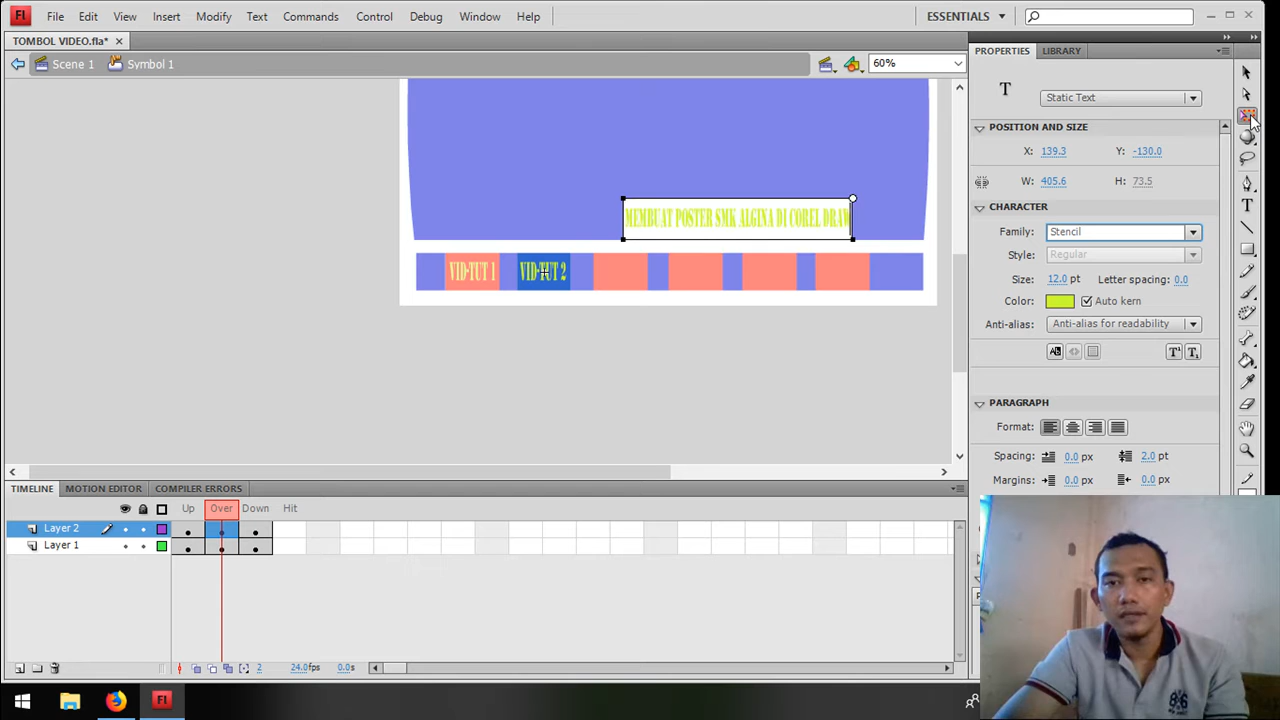 Fl File Edit View Insert Modify Text Commands Control Debug Window Help ESSENTIALS
TOMBOL VIDEO.fla*
Scene 1 Symbol 1 60%
MEMBUAT POSTER SMK ALGINA DI COREL DRAW
VID-TUT 1 VID-TUT 2
PROPERTIES LIBRARY
T Static Text
POSITION AND SIZE
X: 139.3 Y: -130.0
W: 405.6 H: 73.5
CHARACTER
Family: Stencil
Style: Regular
Size: 12.0 pt Letter spacing: 0.0
Color: Auto kern
Anti-alias: Anti-alias for readability
PARAGRAPH
Format:
Spacing: 0.0 px 2.0 pt
Margins: 0.0 px 0.0 px
TIMELINE MOTION EDITOR COMPILER ERRORS
Up Over Down Hit
Layer 2
Layer 1
2 24.0fps 0.0s
Fl